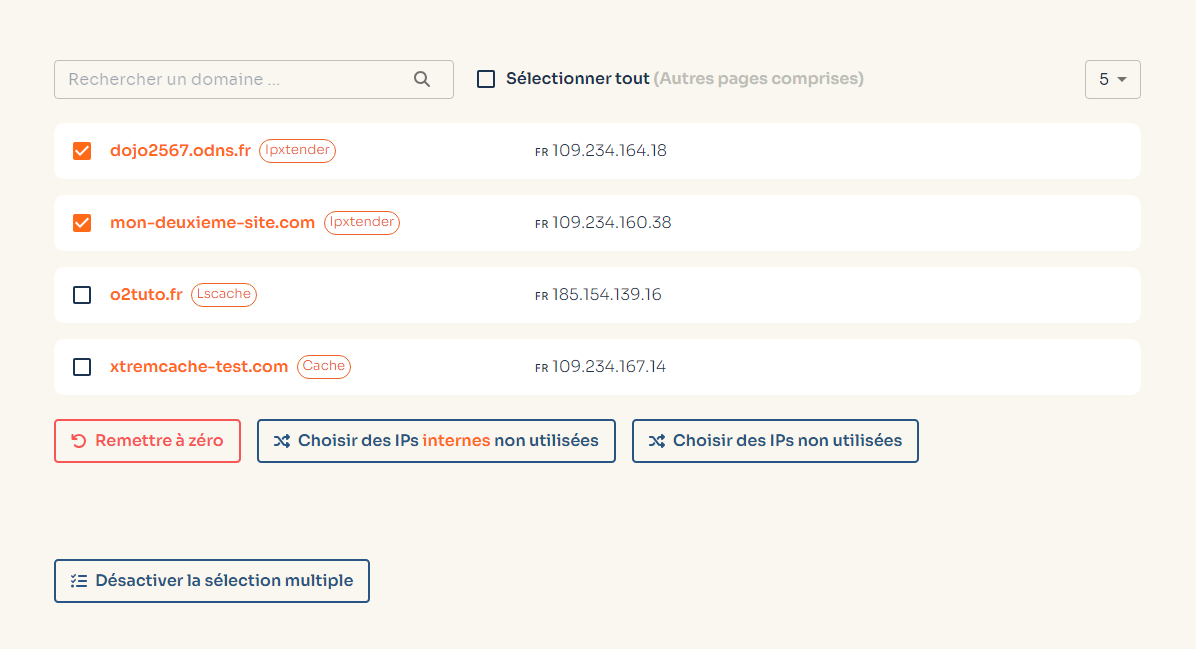 Rechercher un domaine ...
Sélectionner tout (Autres pages comprises)
5
dojo2567.odns.fr Ipxtender FR 109.234.164.18
mon-deuxieme-site.com Ipxtender FR 109.234.160.38
o2tuto.fr Lscache FR 185.154.139.16
xtremcache-test.com Cache FR 109.234.167.14
Remettre à zéro
Choisir des IPs internes non utilisées
Choisir des IPs non utilisées
Désactiver la sélection multiple